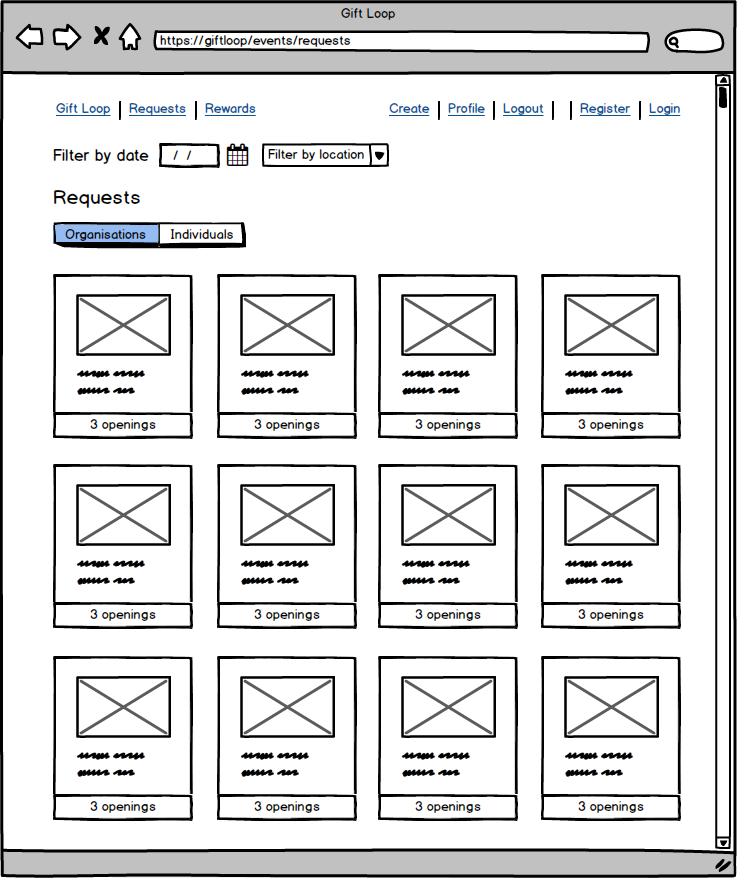 Gift Loop
https://giftloop/events/requests
Gift Loop | Requests | Rewards Create | Profile | Logout | | Register | Login
Filter by date / / Filter by location
Requests
Organisations Individuals
3 openings 3 openings 3 openings 3 openings
3 openings 3 openings 3 openings 3 openings
3 openings 3 openings 3 openings 3 openings